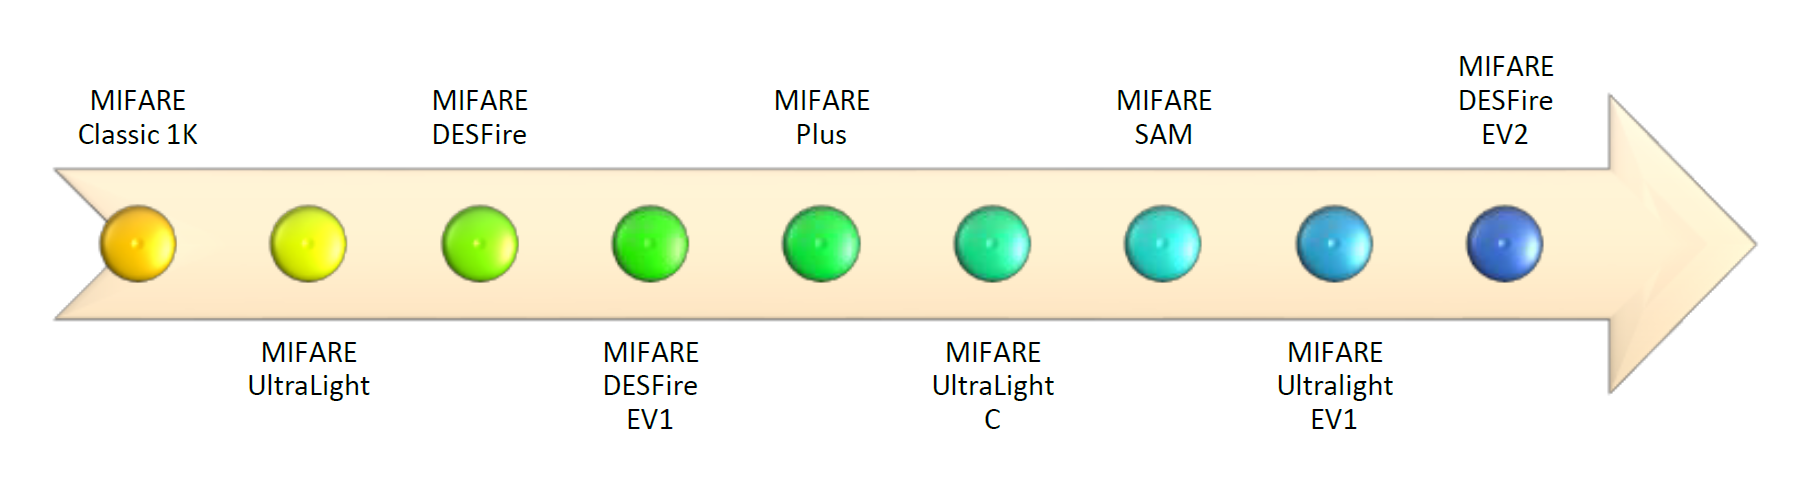 MIFARE
Classic 1K
MIFARE
UltraLight
MIFARE
DESFire
MIFARE
DESFire
EV1
MIFARE
Plus
MIFARE
UltraLight
C
MIFARE
SAM
MIFARE
Ultralight
EV1
MIFARE
DESFire
EV2